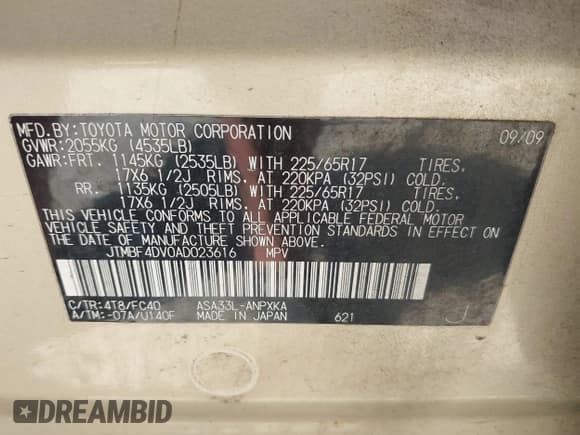 MFD.BY:TOYOTA MOTOR CORPORATION 09/09
GVWR:2055KG (4535LB)
GAWR:FRT. 1145KG (2535LB) WITH 225/65R17 TIRES,
17X6 1/2J RIMS, AT 220KPA (32PSI) COLD.
RR. 1135KG (2505LB) WITH 225/65R17 TIRES,
17X6 1/2J RIMS, AT 220KPA (32PSI) COLD.
THIS VEHICLE CONFORMS TO ALL APPLICABLE FEDERAL MOTOR
VEHICLE SAFETY, BUMPER, AND THEFT PREVENTION STANDARDS IN EFFECT ON
THE DATE OF MANUFACTURE SHOWN ABOVE.
JTMBF4DV0AD023616 MPV
C/TR:4T8/FC40 ASA33L-ANPXKA
A/TM:-07A/U140F MADE IN JAPAN 621 J
DREAMBID